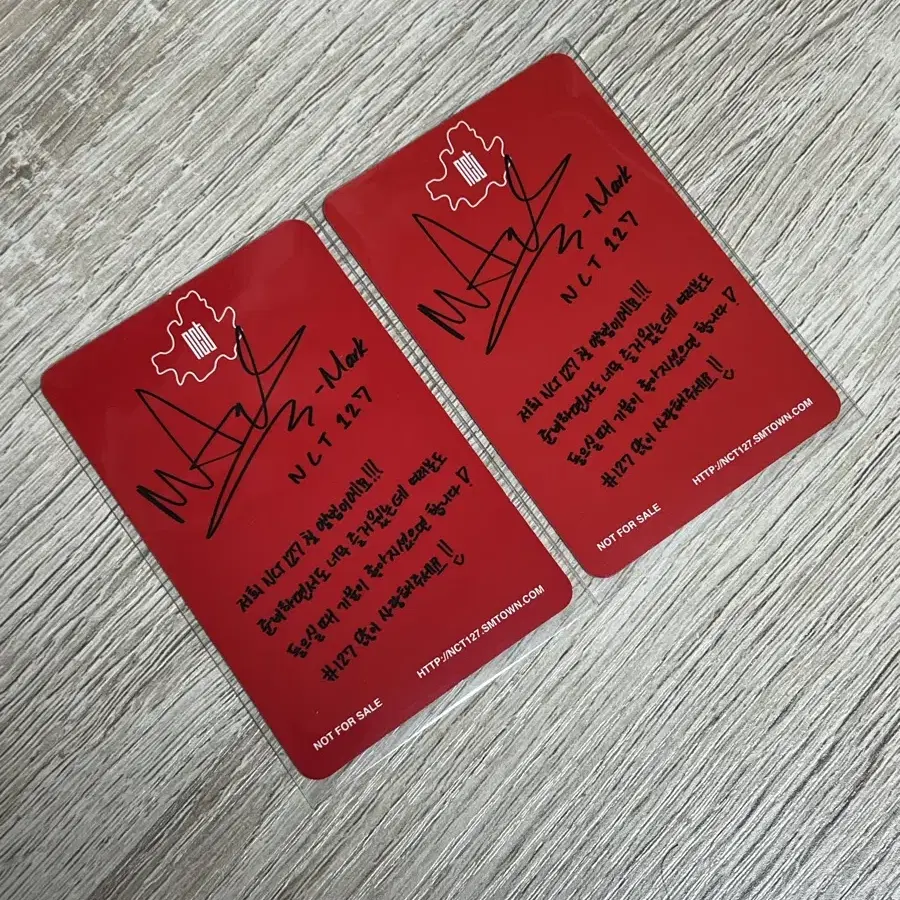 nct
-Mark
NCT 127
저희 NCT 127 첫 앨범이에요!!!
준비하면서도 너무 즐거웠는데 여러분도
들으실때 기분이 좋아지셨으면 합니다♡
#127 많이 사랑해주세요!!
HTTP://NCT127.SMTOWN.COM
NOT FOR SALE
nct
-Mark
NCT 127
저희 NCT 127 첫 앨범이에요!!!
준비하면서도 너무 즐거웠는데 여러분도
들으실때 기분이 좋아지셨으면 합니다♡
#127 많이 사랑해주세요!!
HTTP://NCT127.SMTOWN.COM
NOT FOR SALE